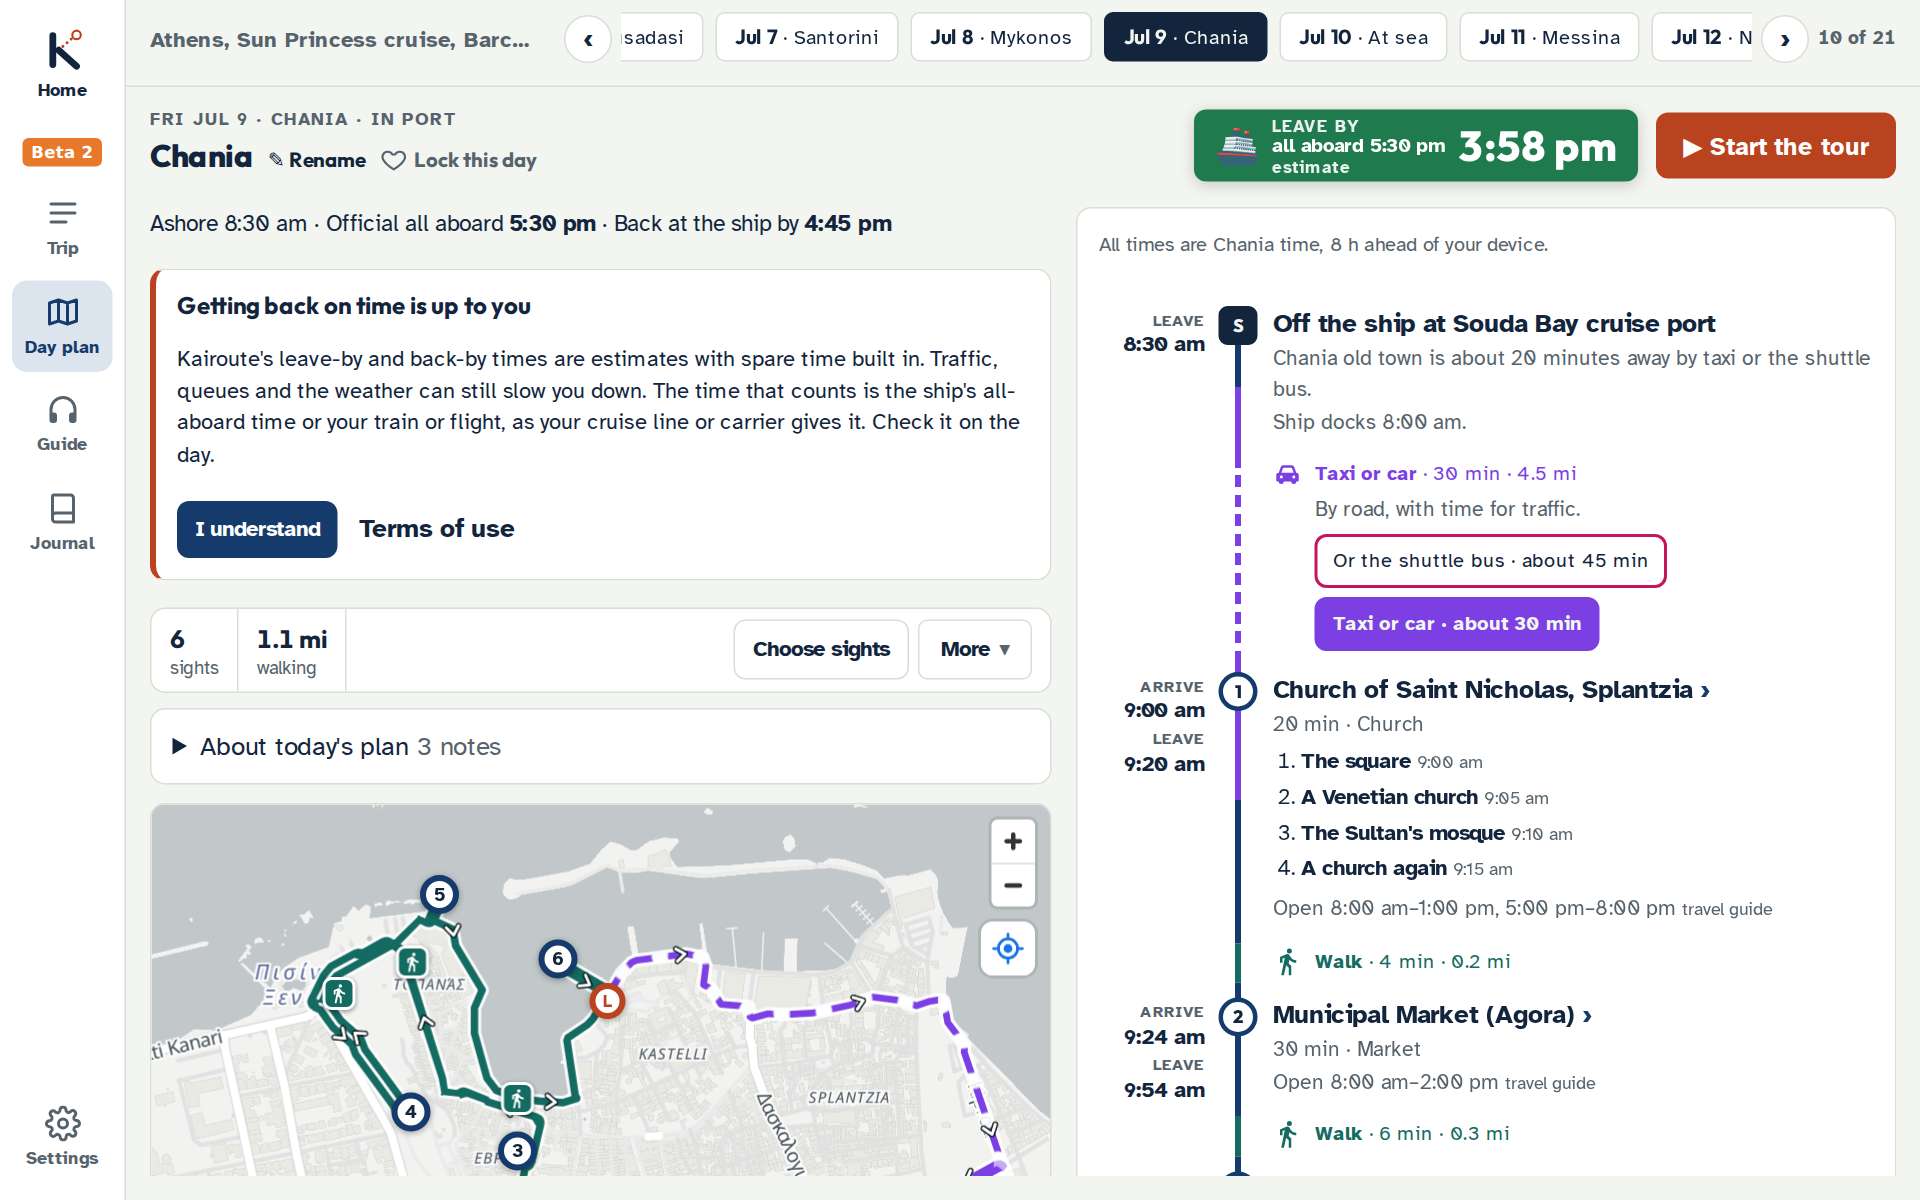 Home
Beta 2
Trip
Day plan
Guide
Journal
Settings
Athens, Sun Princess cruise, Barc...
‹
sadasi
Jul 7 · Santorini
Jul 8 · Mykonos
Jul 9 · Chania
Jul 10 · At sea
Jul 11 · Messina
Jul 12 · N
›
10 of 21
FRI JUL 9 · CHANIA · IN PORT
Chania ✎ Rename ♡ Lock this day
LEAVE BY
all aboard 5:30 pm
estimate
3:58 pm
▶ Start the tour
Ashore 8:30 am · Official all aboard 5:30 pm · Back at the ship by 4:45 pm
Getting back on time is up to you
Kairoute's leave-by and back-by times are estimates with spare time built in. Traffic,
queues and the weather can still slow you down. The time that counts is the ship's all-
aboard time or your train or flight, as your cruise line or carrier gives it. Check it on the
day.
I understand
Terms of use
6
sights
1.1 mi
walking
Choose sights
More ▼
▶ About today's plan 3 notes
+
−
5
6
L
4
3
ΚASTELLI
SPLANTZIA
ti Kanari
All times are Chania time, 8 h ahead of your device.
LEAVE
8:30 am
S
Off the ship at Souda Bay cruise port
Chania old town is about 20 minutes away by taxi or the shuttle
bus.
Ship docks 8:00 am.
Taxi or car · 30 min · 4.5 mi
By road, with time for traffic.
Or the shuttle bus · about 45 min
Taxi or car · about 30 min
ARRIVE
9:00 am
LEAVE
9:20 am
1
Church of Saint Nicholas, Splantzia ›
20 min · Church
1. The square 9:00 am
2. A Venetian church 9:05 am
3. The Sultan's mosque 9:10 am
4. A church again 9:15 am
Open 8:00 am–1:00 pm, 5:00 pm–8:00 pm travel guide
Walk · 4 min · 0.2 mi
ARRIVE
9:24 am
LEAVE
9:54 am
2
Municipal Market (Agora) ›
30 min · Market
Open 8:00 am–2:00 pm travel guide
Walk · 6 min · 0.3 mi